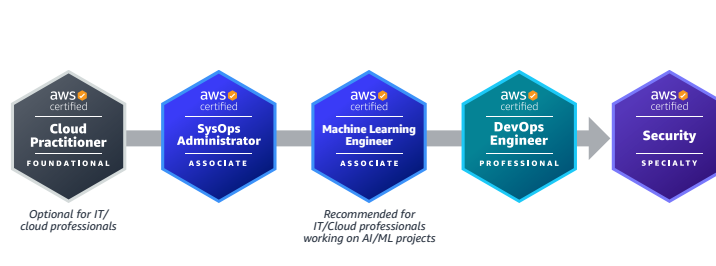 aws
certified
Cloud
Practitioner
FOUNDATIONAL
Optional for IT/
cloud professionals
aws
certified
SysOps
Administrator
ASSOCIATE
aws
certified
Machine Learning
Engineer
ASSOCIATE
Recommended for
IT/Cloud professionals
working on AI/ML projects
aws
certified
DevOps
Engineer
PROFESSIONAL
aws
certified
Security
SPECIALTY